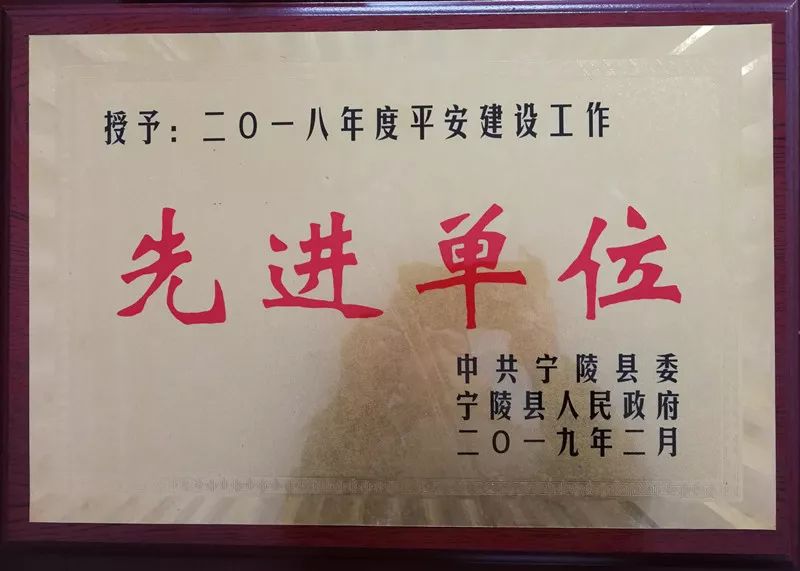 授予：二〇一八年度平安建设工作
先进单位
中共宁陵县委
宁陵县人民政府
二〇一九年二月